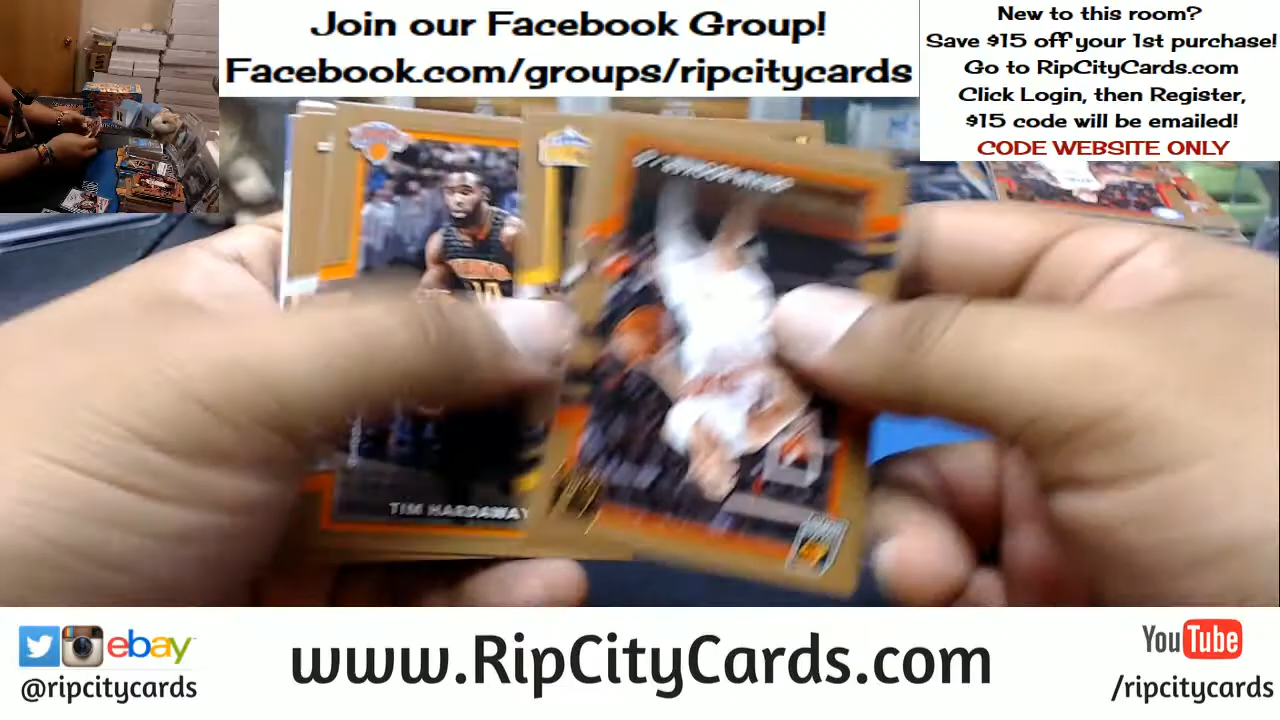 Join our Facebook Group!
Facebook.com/groups/ripcitycards
New to this room?
Save $15 off your 1st purchase!
Go to RipCityCards.com
Click Login, then Register,
$15 code will be emailed!
CODE WEBSITE ONLY
TIM HARDAWAY
ebay
@ripcitycards
www.RipCityCards.com
YouTube
/ripcitycards